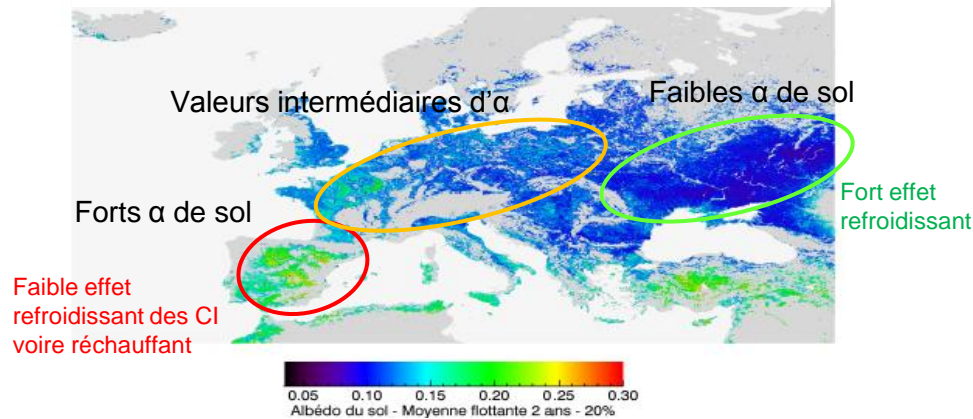 Valeurs intermédiaires d'α
Faibles α de sol
Forts α de sol
Fort effet
refroidissant
Faible effet
refroidissant des CI
voire réchauffant
0.05 0.10 0.15 0.20 0.25 0.30
Albédo du sol - Moyenne flottante 2 ans - 20%